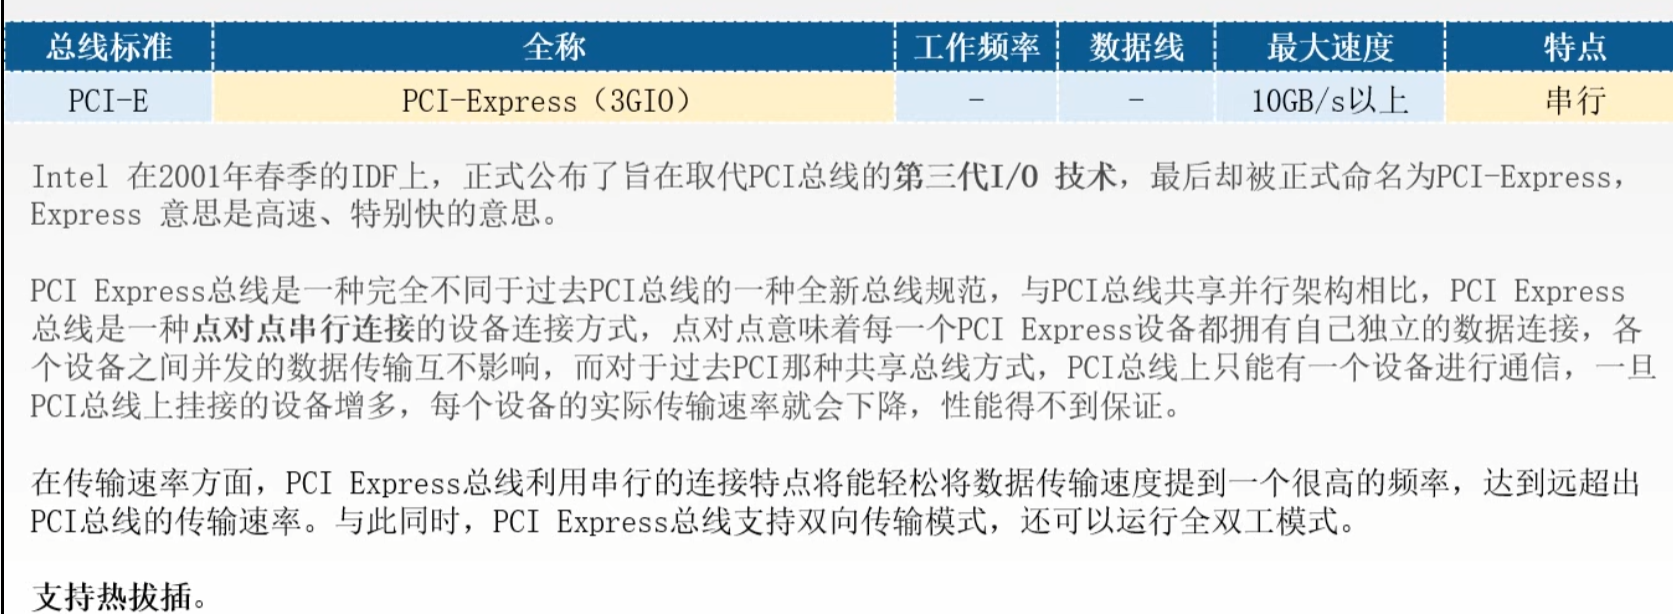 总线标准 全称 工作频率 数据线 最大速度 特点
PCI-E PCI-Express（3GIO） - - 10GB/s以上 串行
Intel 在2001年春季的IDF上，正式公布了旨在取代PCI总线的第三代I/O 技术，最后却被正式命名为PCI-Express，
Express 意思是高速、特别快的意思。
PCI Express总线是一种完全不同于过去PCI总线的一种全新总线规范，与PCI总线共享并行架构相比，PCI Express
总线是一种点对点串行连接的设备连接方式，点对点意味着每一个PCI Express设备都拥有自己独立的数据连接，各
个设备之间并发的数据传输互不影响，而对于过去PCI那种共享总线方式，PCI总线上只能有一个设备进行通信，一旦
PCI总线上挂接的设备增多，每个设备的实际传输速率就会下降，性能得不到保证。
在传输速率方面，PCI Express总线利用串行的连接特点将能轻松将数据传输速度提到一个很高的频率，达到远超出
PCI总线的传输速率。与此同时，PCI Express总线支持双向传输模式，还可以运行全双工模式。
支持热拔插。